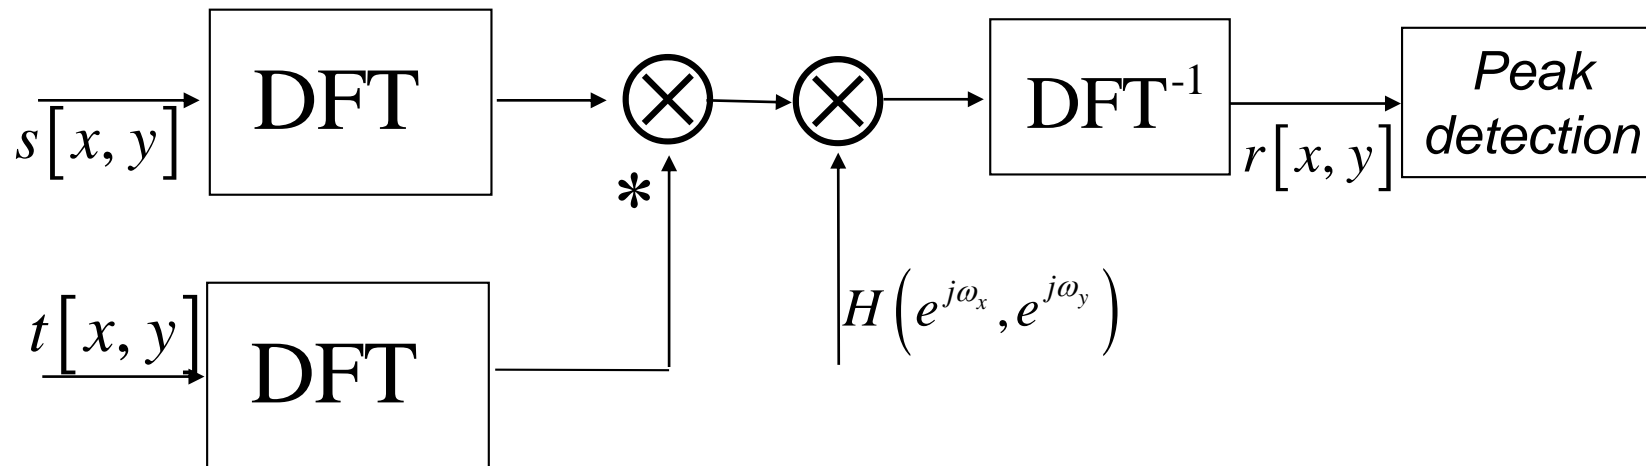 DFT
DFT⁻¹
Peak
detection
s[x, y]
r[x, y]
*
t[x, y]
H(e^{jω_x}, e^{jω_y})
DFT